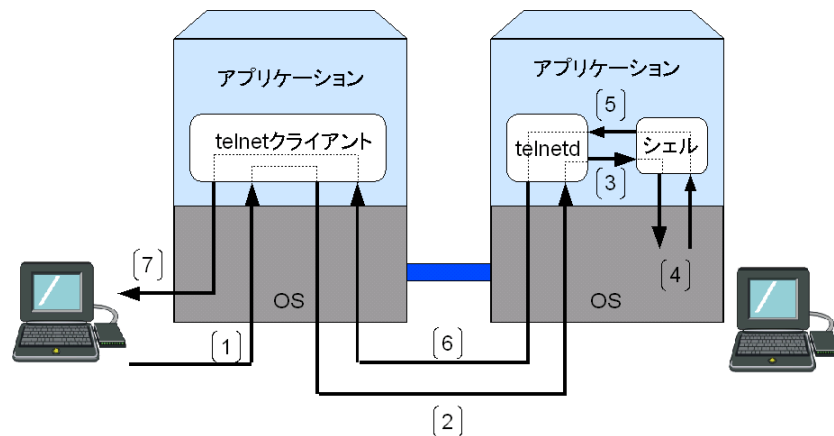 アプリケーション
telnetクライアント
OS
アプリケーション
telnetd
シェル
OS
[5]
[3]
[4]
[7]
[1]
[6]
[2]